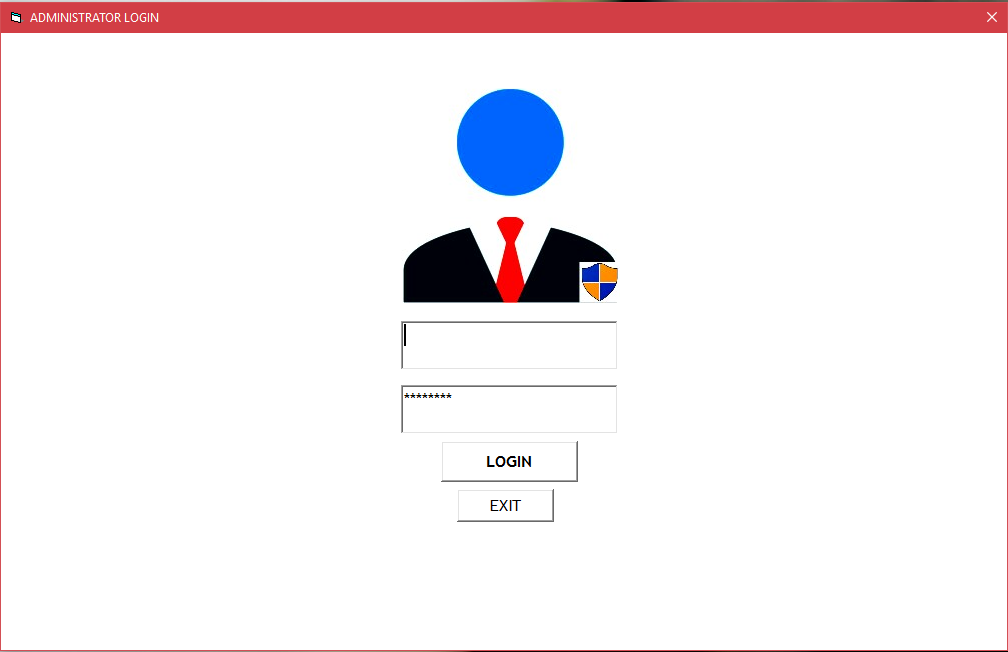 ADMINISTRATOR LOGIN
********
LOGIN
EXIT